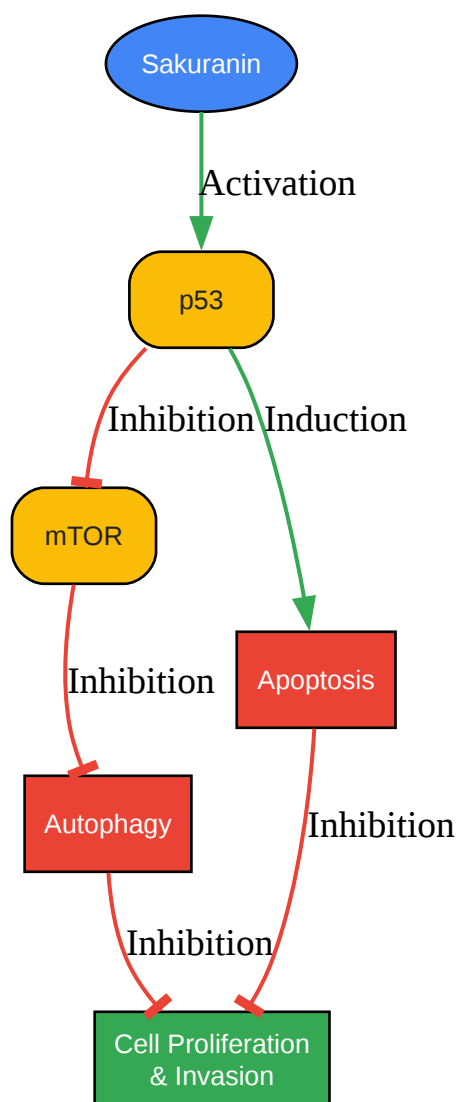 Sakuranin
Activation
p53
Inhibition Induction
mTOR
Inhibition
Apoptosis
Autophagy
Inhibition
Inhibition
Cell Proliferation
& Invasion